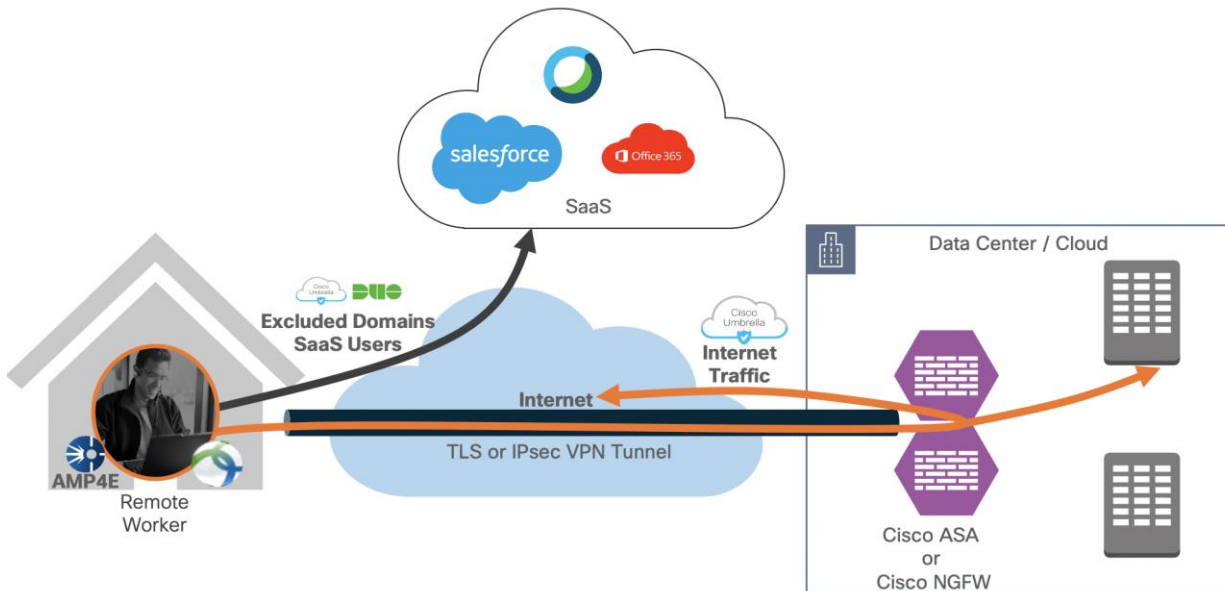 salesforce
Office 365
SaaS
Cisco
Umbrella
DUO
Excluded Domains
SaaS Users
Cisco
Umbrella
Internet
Traffic
Internet
TLS or IPsec VPN Tunnel
AMP4E
Remote
Worker
Data Center / Cloud
Cisco ASA
or
Cisco NGFW